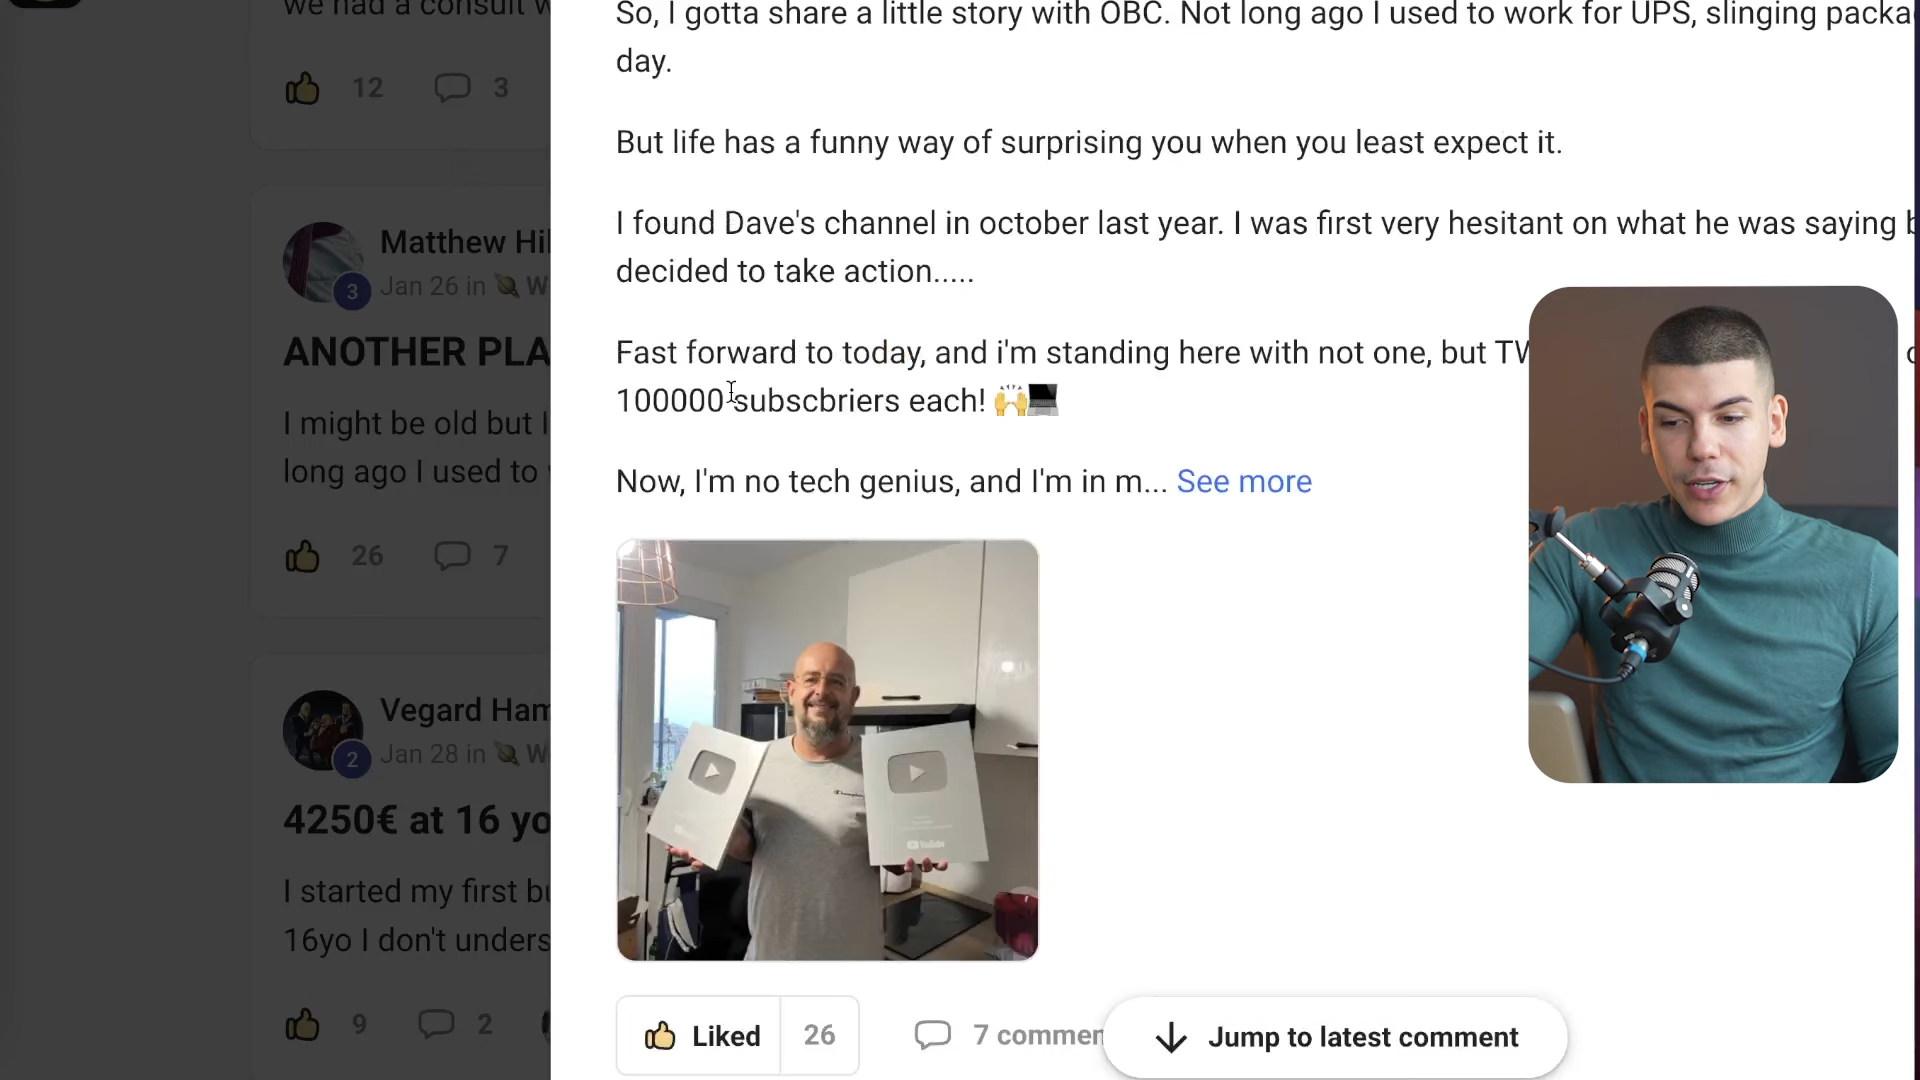 we had a consult w
12 3
So, I gotta share a little story with OBC. Not long ago I used to work for UPS, slinging packa
day.
But life has a funny way of surprising you when you least expect it.
I found Dave's channel in october last year. I was first very hesitant on what he was saying b
decided to take action.....
Fast forward to today, and i'm standing here with not one, but TW
100000 subscbriers each! 🙌💻
Now, I'm no tech genius, and I'm in m... See more
Matthew Hil
3
Jan 26 in 🪐 W
ANOTHER PLA
I might be old but I
long ago I used to
26 7
Vegard Ham
2
Jan 28 in 🪐 W
4250€ at 16 yo
I started my first bu
16yo I don't unders
9 2
YouTube
Liked 26
7 commen
Jump to latest comment